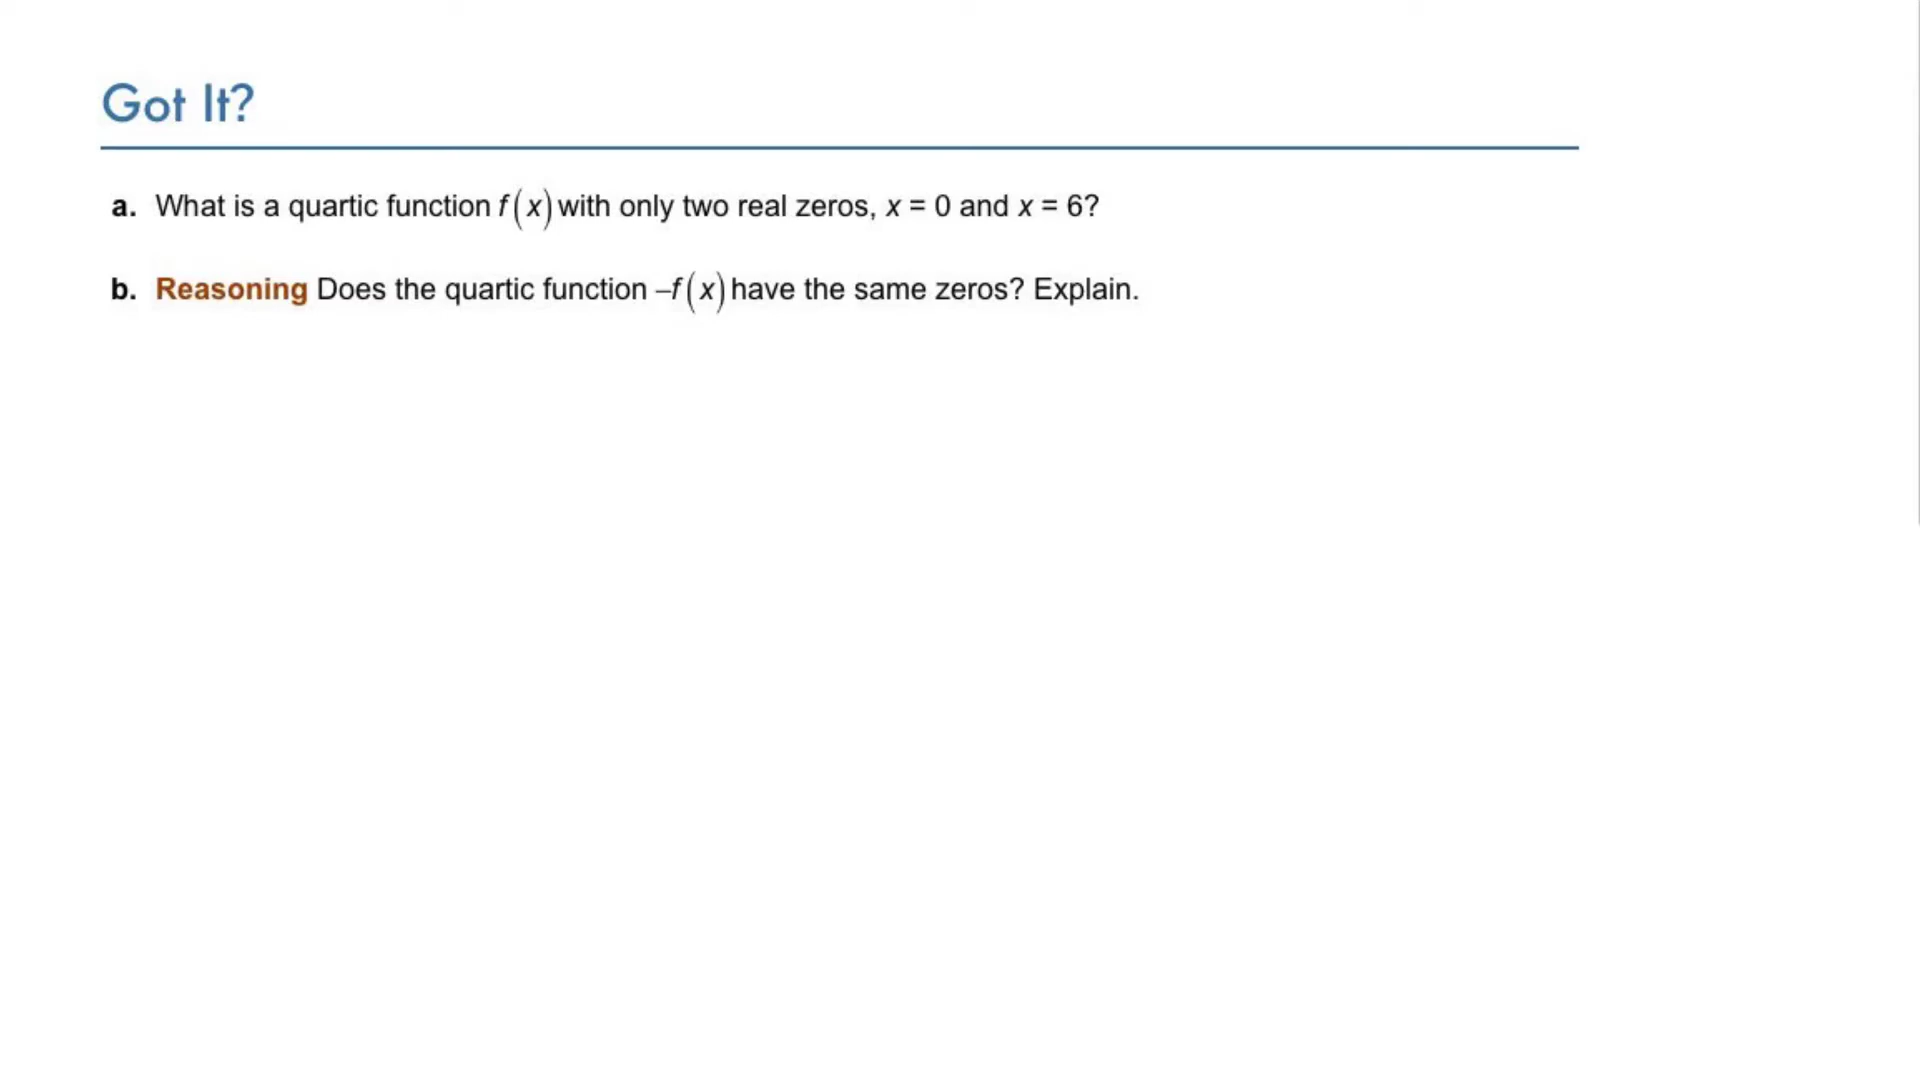 Got It?
a. What is a quartic function f(x) with only two real zeros, x = 0 and x = 6?
b. Reasoning Does the quartic function –f(x) have the same zeros? Explain.